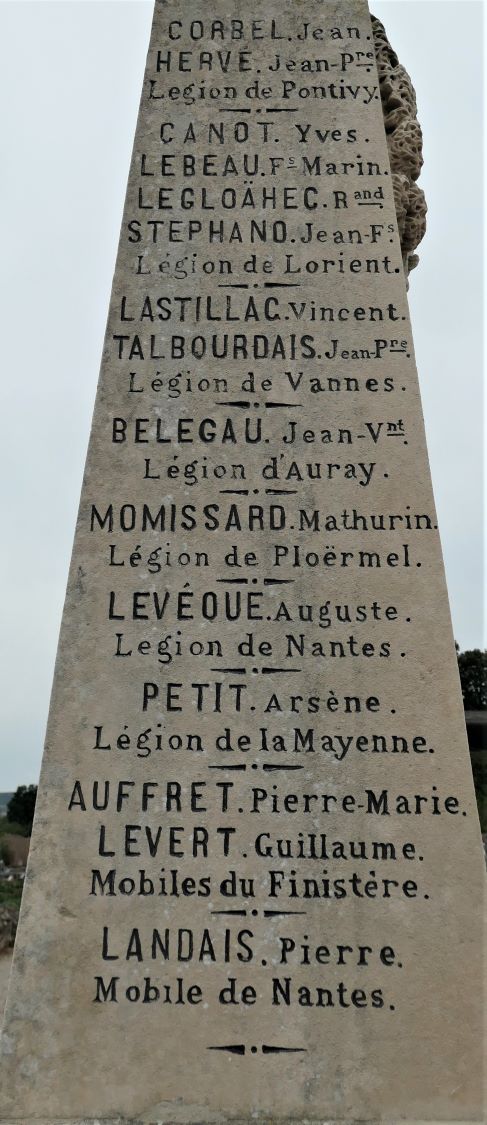 CORBEL. Jean.
HERVÉ. Jean-Pre
Legion de Pontivy.
CANOT. Yves.
LEBEAU. Fs Marin.
LEGLOÄHEC. Rand.
STEPHANO. Jean-Fs.
Légion de Lorient.
LASTILLAC. Vincent.
TALBOURDAIS. Jean-Pre.
Légion de Vannes.
BELEGAU. Jean-Vnt.
Légion d'Auray.
MOMISSARD. Mathurin.
Légion de Ploërmel.
LEVÉQUE. Auguste.
Legion de Nantes.
PETIT. Arsène.
Légion de la Mayenne.
AUFFRET. Pierre-Marie.
LEVERT. Guillaume.
Mobiles du Finistère.
LANDAIS. Pierre.
Mobile de Nantes.